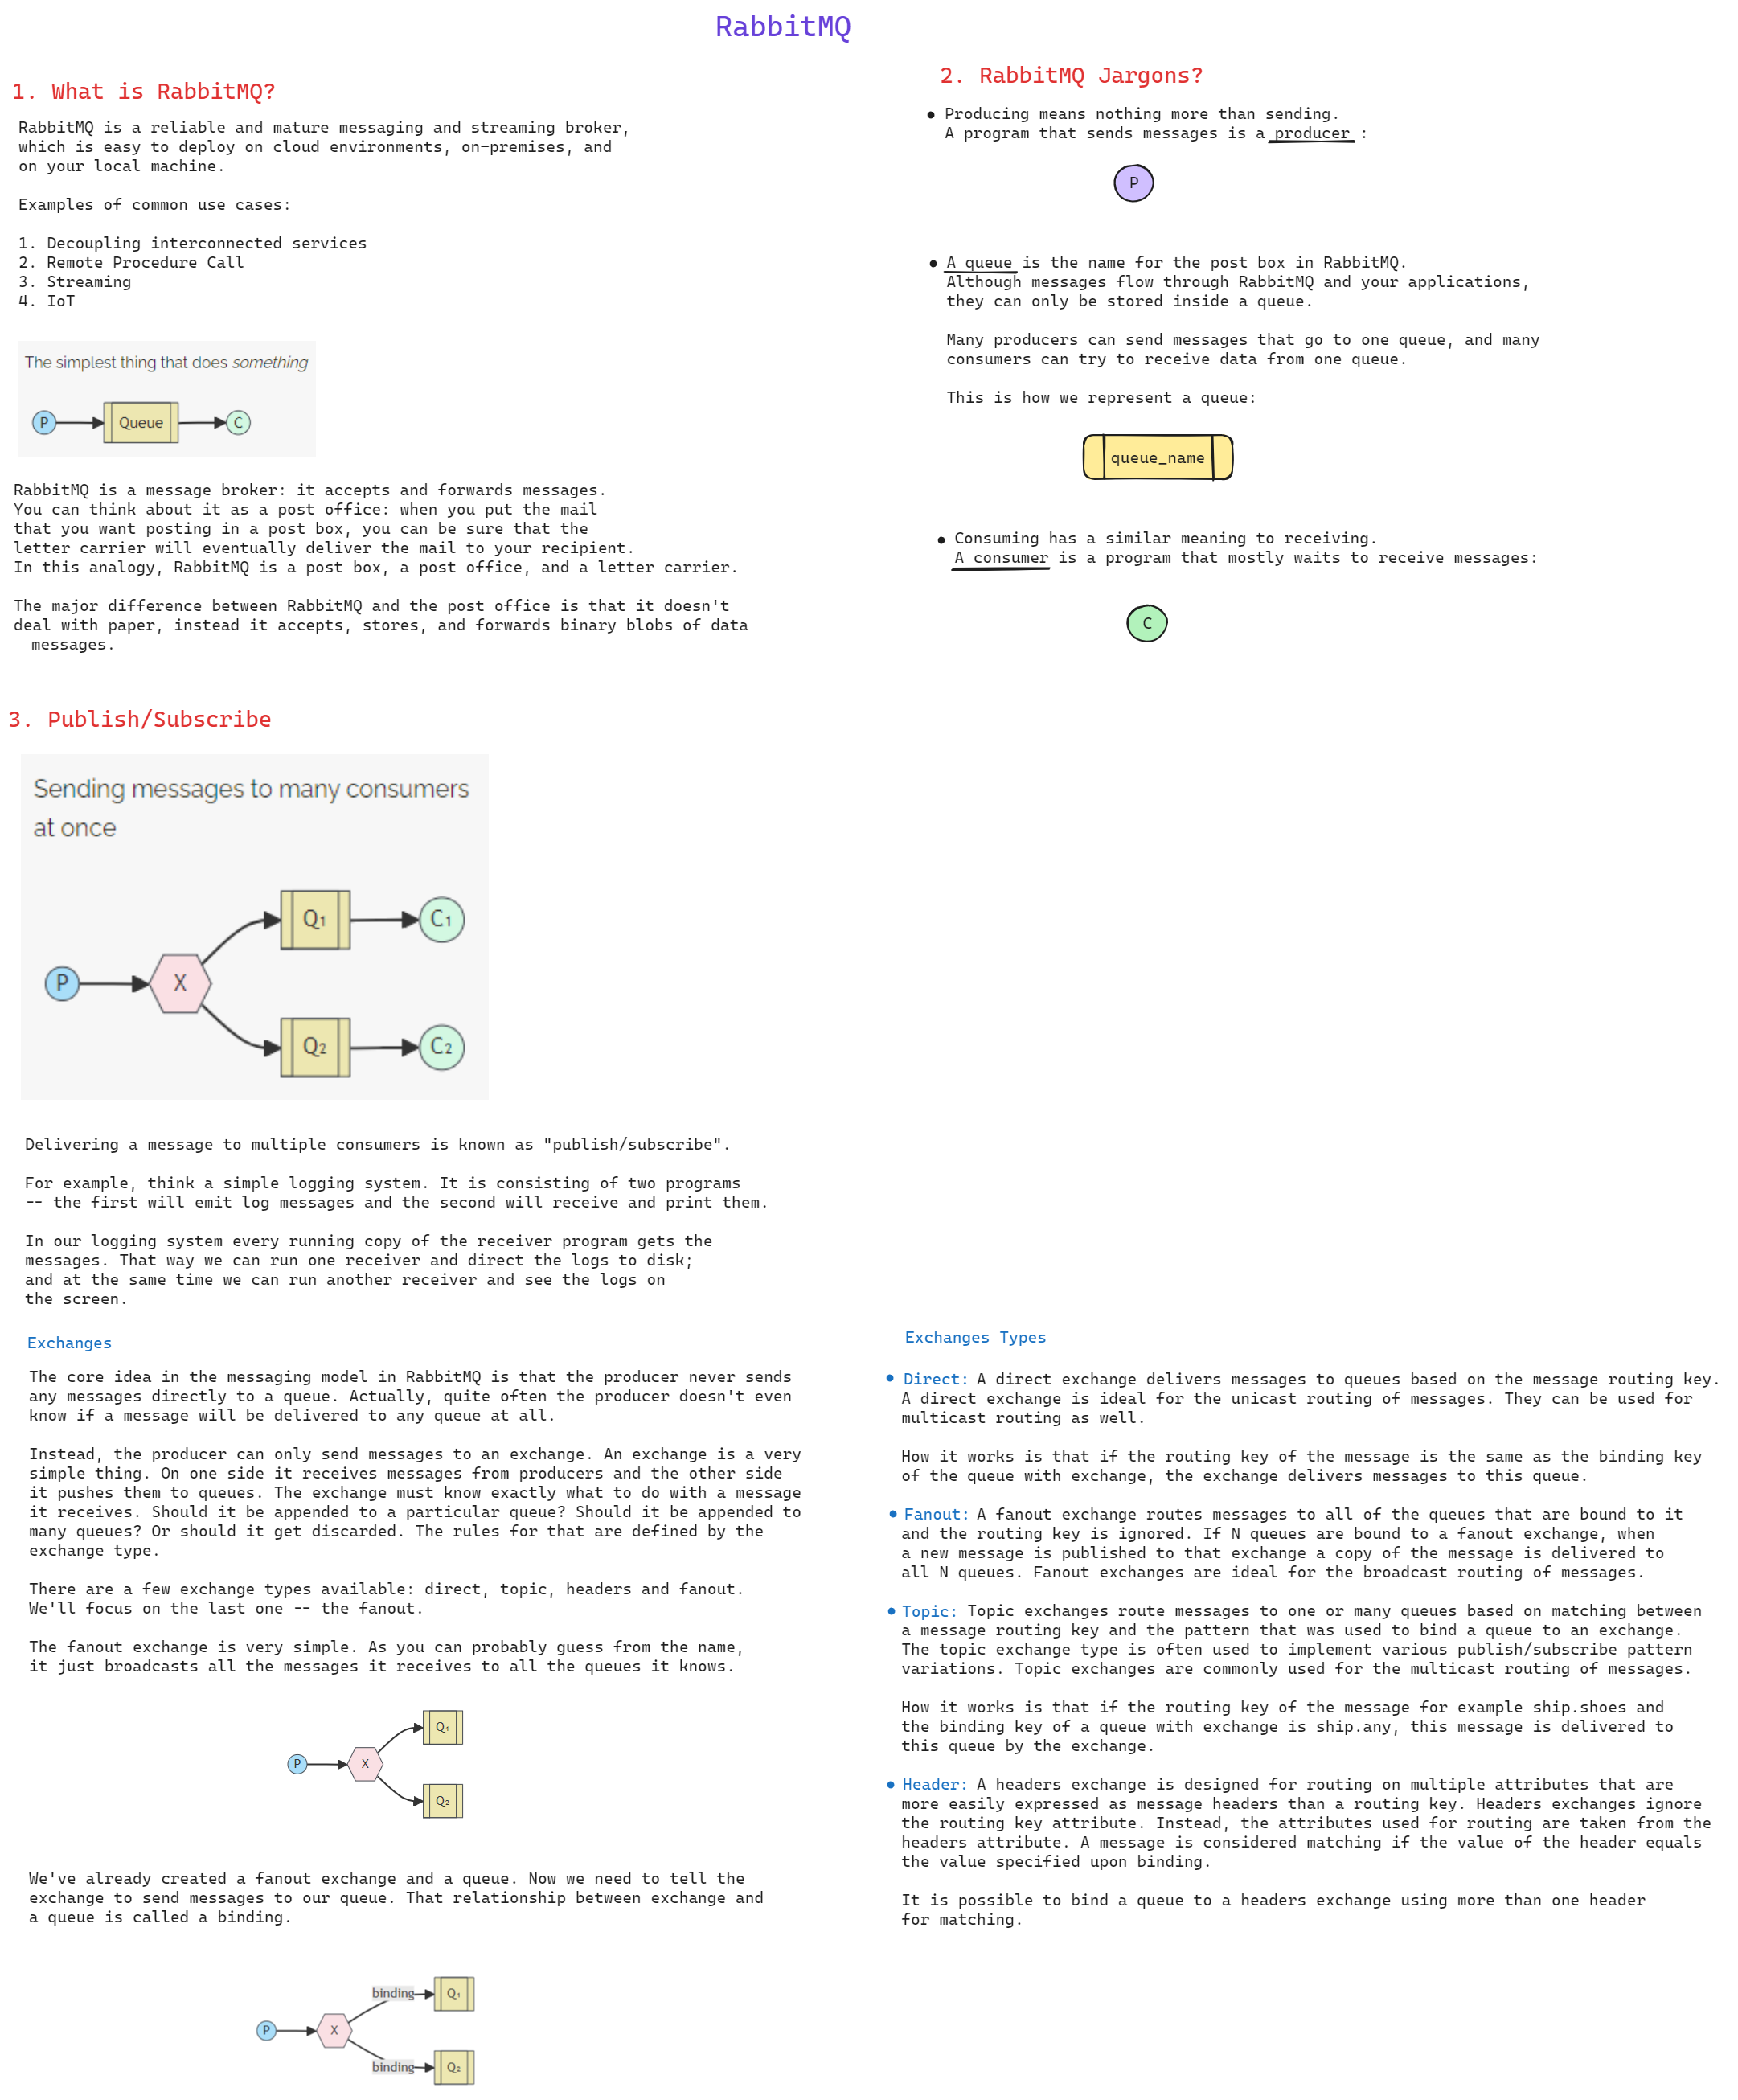 RabbitMQ
1. What is RabbitMQ?
RabbitMQ is a reliable and mature messaging and streaming broker,
which is easy to deploy on cloud environments, on-premises, and
on your local machine.
Examples of common use cases:
1. Decoupling interconnected services
2. Remote Procedure Call
3. Streaming
4. IoT
The simplest thing that does something
P Queue C
RabbitMQ is a message broker: it accepts and forwards messages.
You can think about it as a post office: when you put the mail
that you want posting in a post box, you can be sure that the
letter carrier will eventually deliver the mail to your recipient.
In this analogy, RabbitMQ is a post box, a post office, and a letter carrier.
The major difference between RabbitMQ and the post office is that it doesn't
deal with paper, instead it accepts, stores, and forwards binary blobs of data
— messages.
2. RabbitMQ Jargons?
• Producing means nothing more than sending.
A program that sends messages is a producer :
P
• A queue is the name for the post box in RabbitMQ.
Although messages flow through RabbitMQ and your applications,
they can only be stored inside a queue.
Many producers can send messages that go to one queue, and many
consumers can try to receive data from one queue.
This is how we represent a queue:
queue_name
• Consuming has a similar meaning to receiving.
A consumer is a program that mostly waits to receive messages:
C
3. Publish/Subscribe
Sending messages to many consumers
at once
Q1 C1
P X
Q2 C2
Delivering a message to multiple consumers is known as "publish/subscribe".
For example, think a simple logging system. It is consisting of two programs
-- the first will emit log messages and the second will receive and print them.
In our logging system every running copy of the receiver program gets the
messages. That way we can run one receiver and direct the logs to disk;
and at the same time we can run another receiver and see the logs on
the screen.
Exchanges
The core idea in the messaging model in RabbitMQ is that the producer never sends
any messages directly to a queue. Actually, quite often the producer doesn't even
know if a message will be delivered to any queue at all.
Instead, the producer can only send messages to an exchange. An exchange is a very
simple thing. On one side it receives messages from producers and the other side
it pushes them to queues. The exchange must know exactly what to do with a message
it receives. Should it be appended to a particular queue? Should it be appended to
many queues? Or should it get discarded. The rules for that are defined by the
exchange type.
There are a few exchange types available: direct, topic, headers and fanout.
We'll focus on the last one -- the fanout.
The fanout exchange is very simple. As you can probably guess from the name,
it just broadcasts all the messages it receives to all the queues it knows.
Q1
P X
Q2
We've already created a fanout exchange and a queue. Now we need to tell the
exchange to send messages to our queue. That relationship between exchange and
a queue is called a binding.
binding Q1
P X
binding Q2
Exchanges Types
• Direct: A direct exchange delivers messages to queues based on the message routing key.
A direct exchange is ideal for the unicast routing of messages. They can be used for
multicast routing as well.
How it works is that if the routing key of the message is the same as the binding key
of the queue with exchange, the exchange delivers messages to this queue.
• Fanout: A fanout exchange routes messages to all of the queues that are bound to it
and the routing key is ignored. If N queues are bound to a fanout exchange, when
a new message is published to that exchange a copy of the message is delivered to
all N queues. Fanout exchanges are ideal for the broadcast routing of messages.
• Topic: Topic exchanges route messages to one or many queues based on matching between
a message routing key and the pattern that was used to bind a queue to an exchange.
The topic exchange type is often used to implement various publish/subscribe pattern
variations. Topic exchanges are commonly used for the multicast routing of messages.
How it works is that if the routing key of the message for example ship.shoes and
the binding key of a queue with exchange is ship.any, this message is delivered to
this queue by the exchange.
• Header: A headers exchange is designed for routing on multiple attributes that are
more easily expressed as message headers than a routing key. Headers exchanges ignore
the routing key attribute. Instead, the attributes used for routing are taken from the
headers attribute. A message is considered matching if the value of the header equals
the value specified upon binding.
It is possible to bind a queue to a headers exchange using more than one header
for matching.